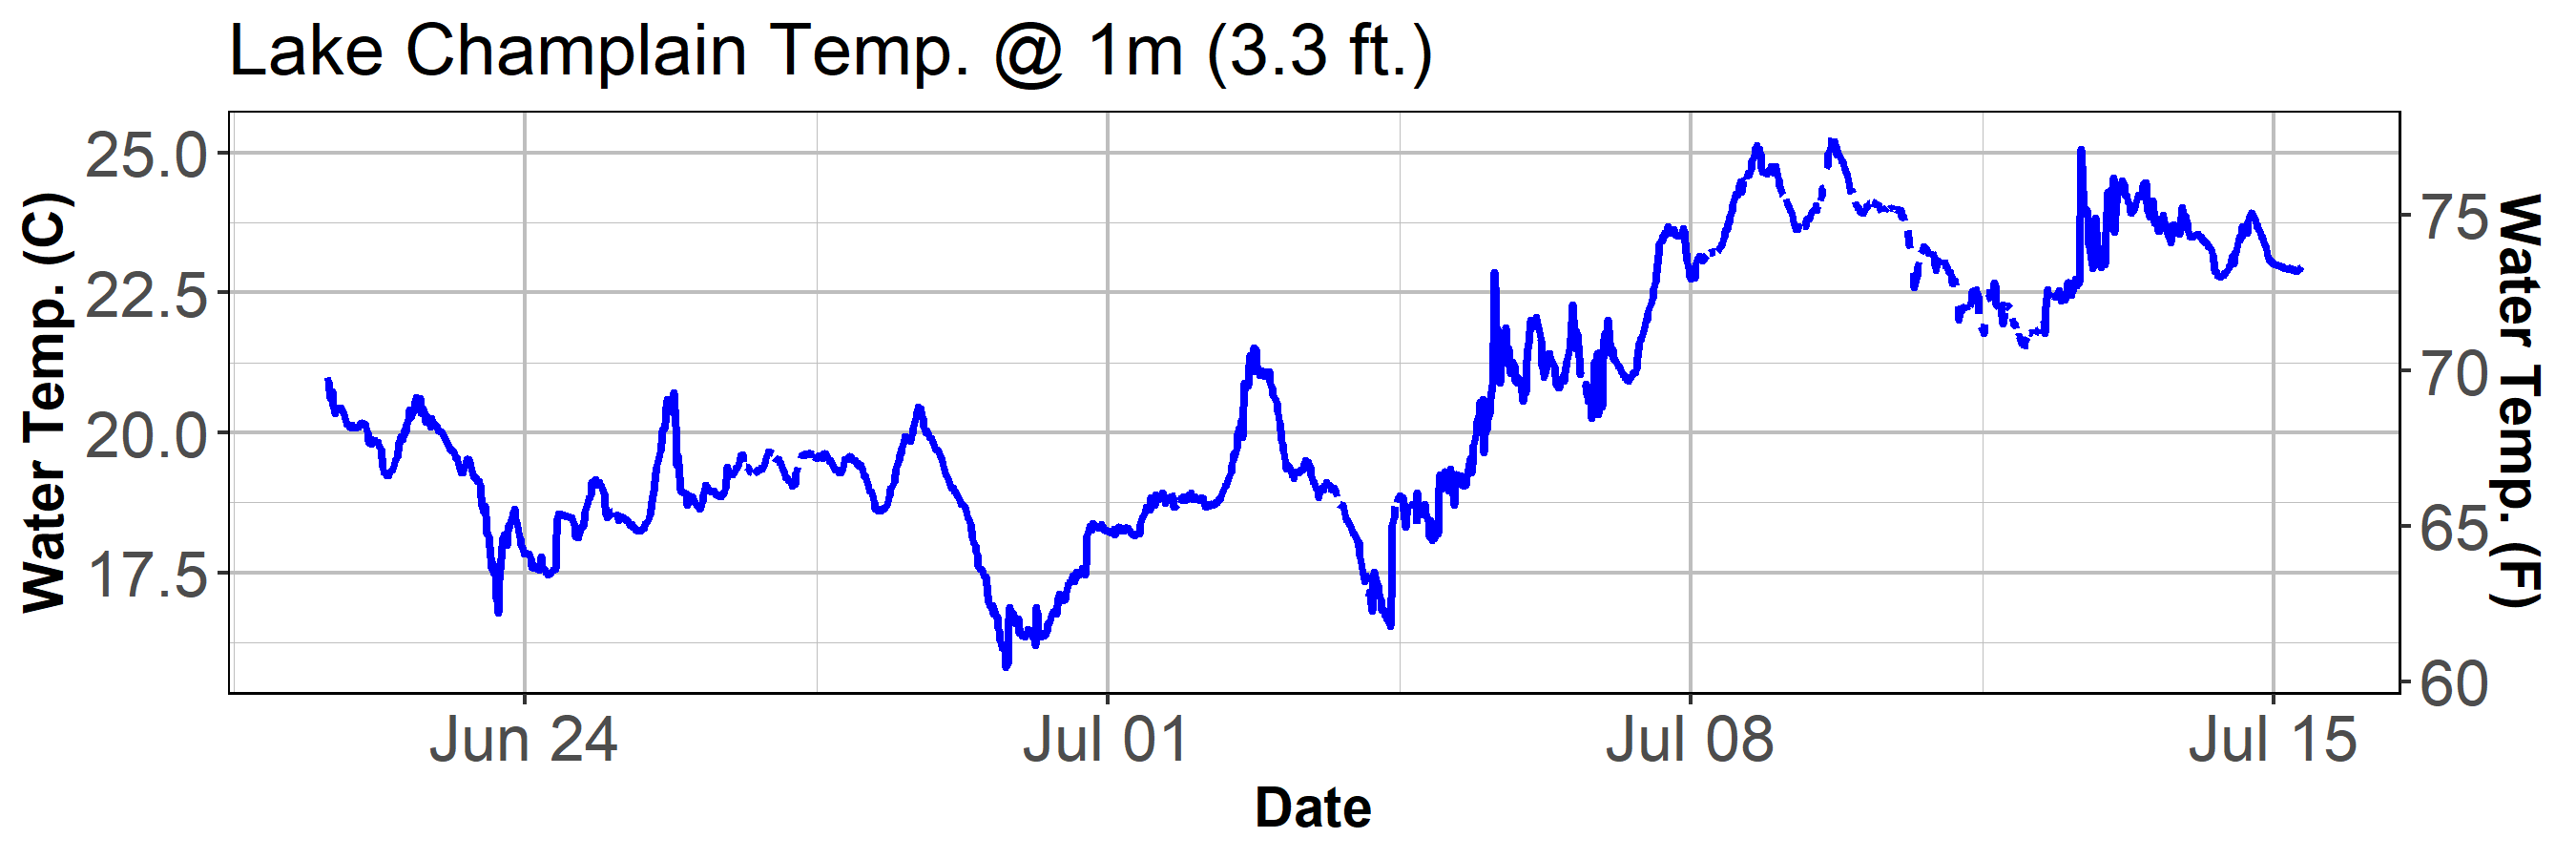 Lake Champlain Temp. @ 1m (3.3 ft.)
Water Temp. (C)
25.0
22.5
20.0
17.5
75
70
65
60
Water Temp. (F)
Jun 24
Jul 01
Jul 08
Jul 15
Date